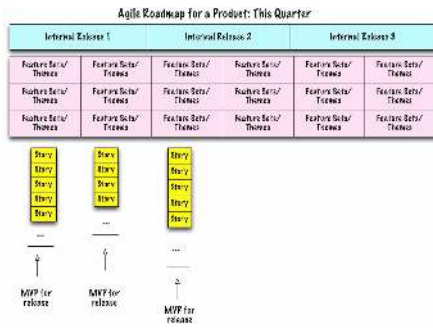 Agile Roadmap for a Product: This Quarter
Internal Release 1 Internal Release 2 Internal Release 3
Feature Sets/ Feature Sets/ Feature Sets/ Feature Sets/ Feature Sets/ Feature Sets/
Themes Themes Themes Themes Themes Themes
Feature Sets/ Feature Sets/ Feature Sets/ Feature Sets/ Feature Sets/ Feature Sets/
Themes Themes Themes Themes Themes Themes
Feature Sets/ Feature Sets/ Feature Sets/ Feature Sets/ Feature Sets/ Feature Sets/
Themes Themes Themes Themes Themes Themes
Story Story Story
Story Story Story
Story Story Story
Story Story Story
Story Story
... ... ...
MVP for MVP for MVP for
release release release